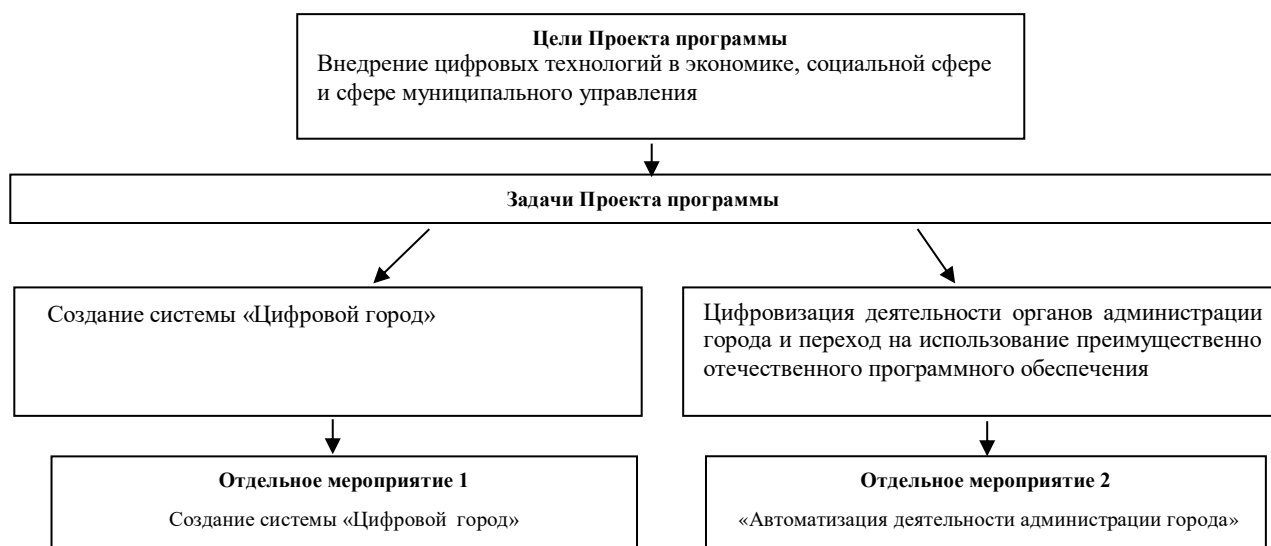 Цели Проекта программы
Внедрение цифровых технологий в экономике, социальной сфере
и сфере муниципального управления
Задачи Проекта программы
Создание системы «Цифровой город»
Цифровизация деятельности органов администрации
города и переход на использование преимущественно
отечественного программного обеспечения
Отдельное мероприятие 1
Создание системы «Цифровой город»
Отдельное мероприятие 2
«Автоматизация деятельности администрации города»